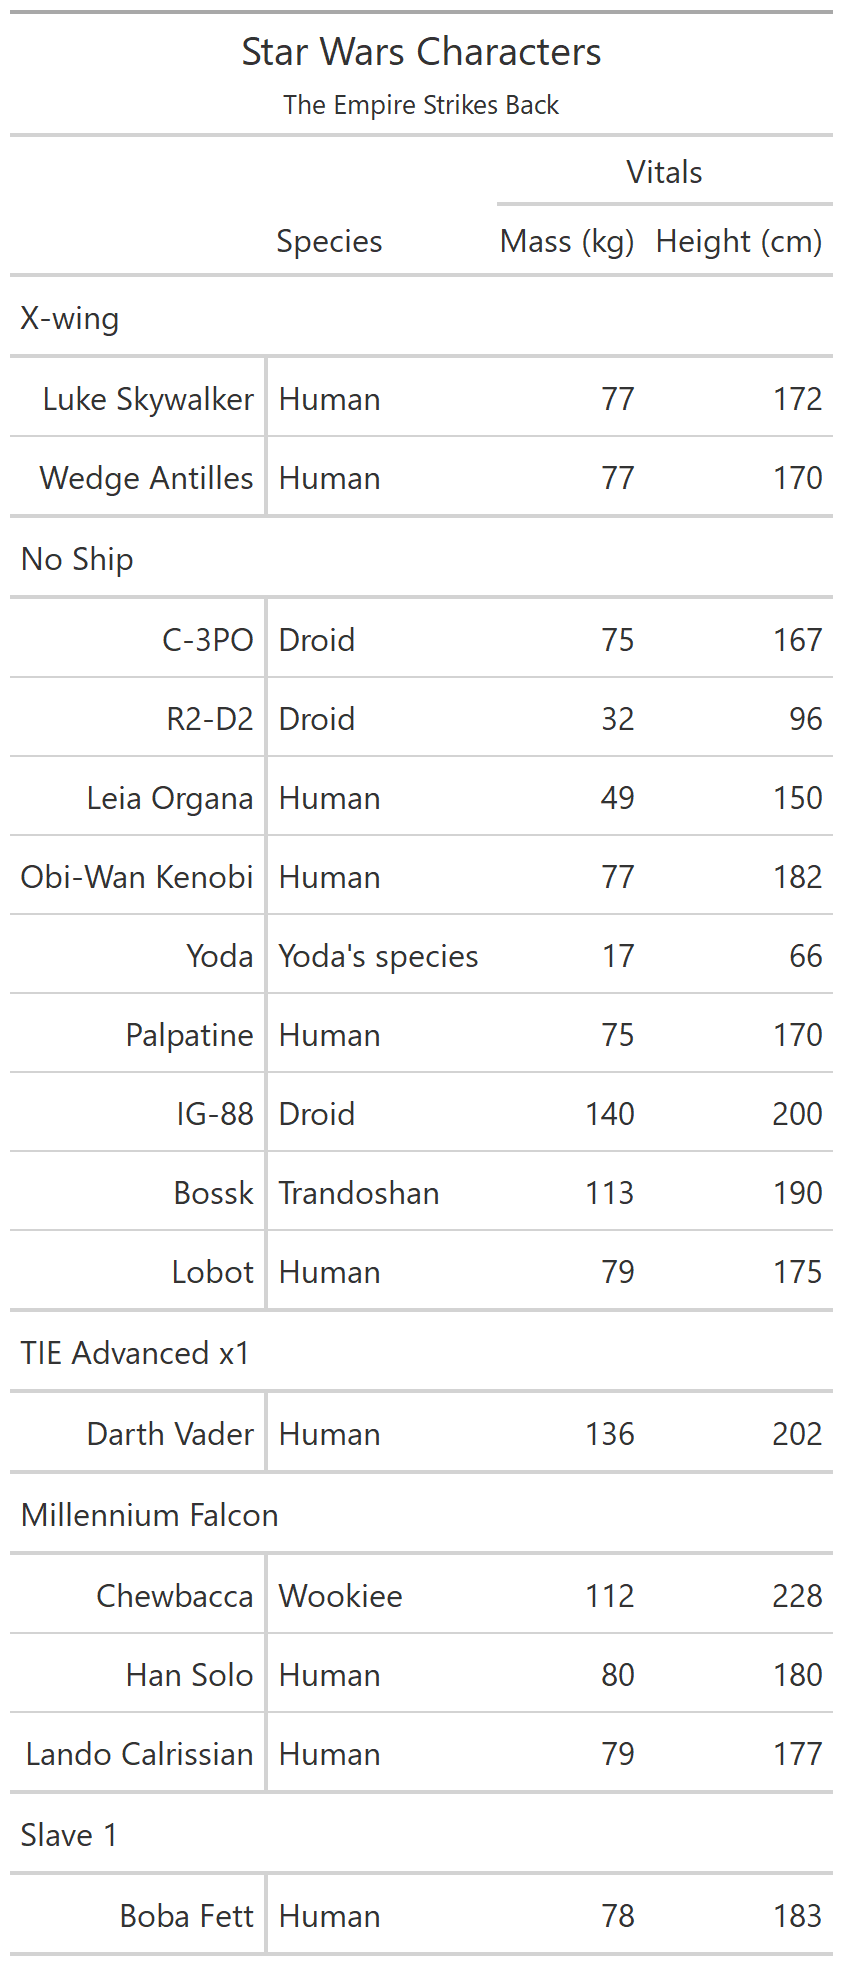 Star Wars Characters
The Empire Strikes Back
Vitals
Species Mass (kg) Height (cm)
X-wing
Luke Skywalker Human 77 172
Wedge Antilles Human 77 170
No Ship
C-3PO Droid 75 167
R2-D2 Droid 32 96
Leia Organa Human 49 150
Obi-Wan Kenobi Human 77 182
Yoda Yoda's species 17 66
Palpatine Human 75 170
IG-88 Droid 140 200
Bossk Trandoshan 113 190
Lobot Human 79 175
TIE Advanced x1
Darth Vader Human 136 202
Millennium Falcon
Chewbacca Wookiee 112 228
Han Solo Human 80 180
Lando Calrissian Human 79 177
Slave 1
Boba Fett Human 78 183